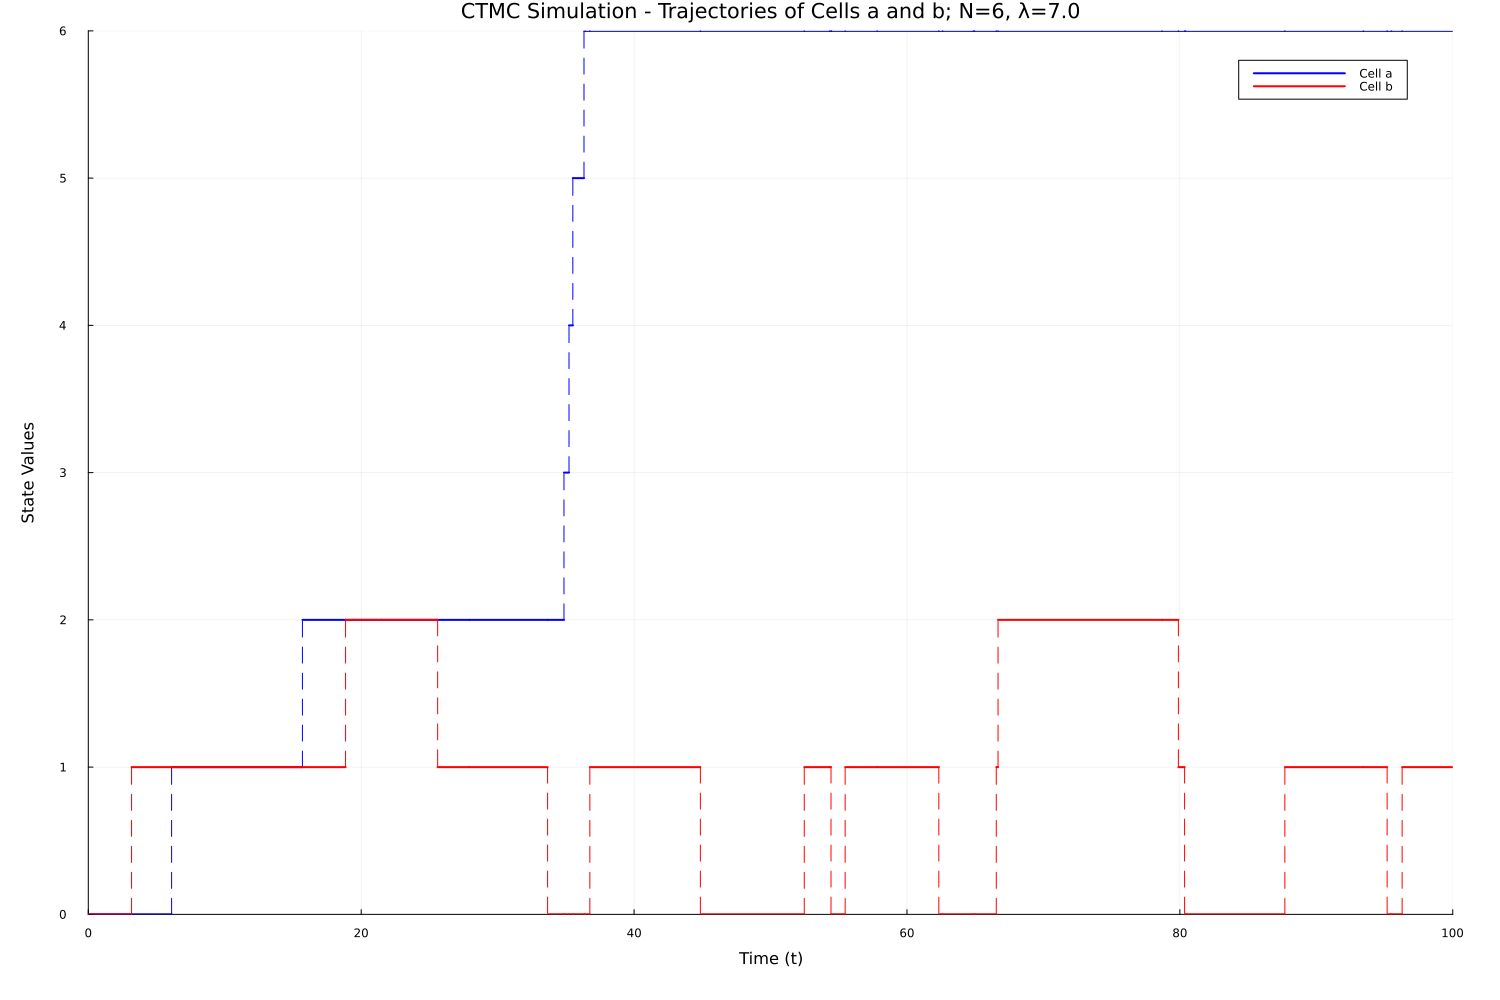 CTMC Simulation - Trajectories of Cells a and b; N=6, λ=7.0
6
Cell a
Cell b
5
4
3
State Values
2
1
0
0 20 40 60 80 100
Time (t)